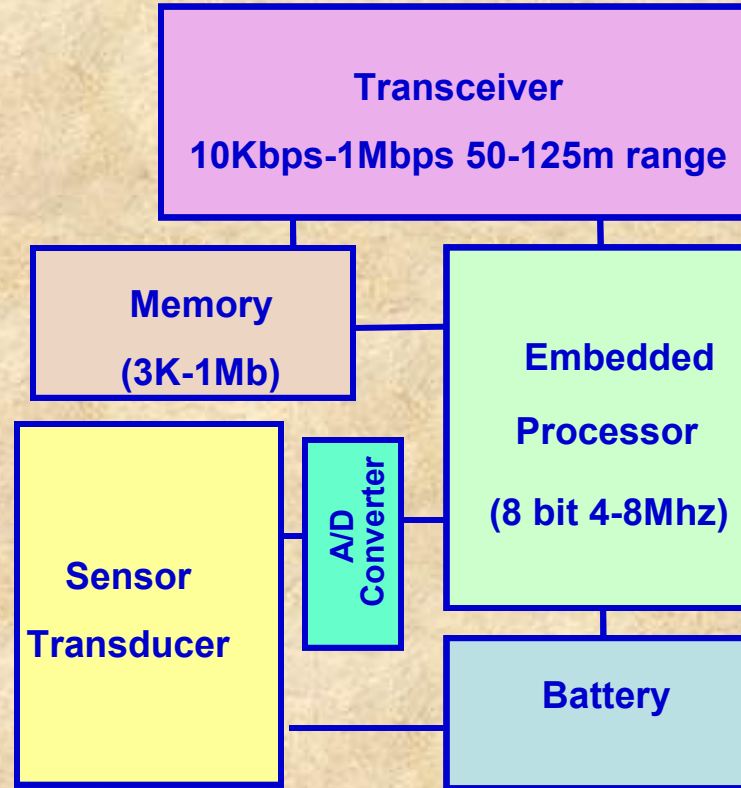 Transceiver
10Kbps-1Mbps 50-125m range
Memory
(3K-1Mb)
Embedded
Processor
(8 bit 4-8Mhz)
A/D
Converter
Sensor
Transducer
Battery